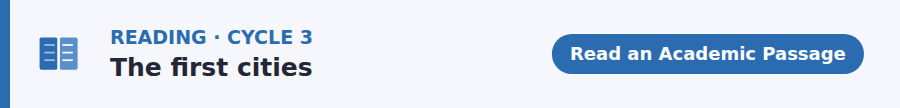 READING · CYCLE 3
The first cities
Read an Academic Passage